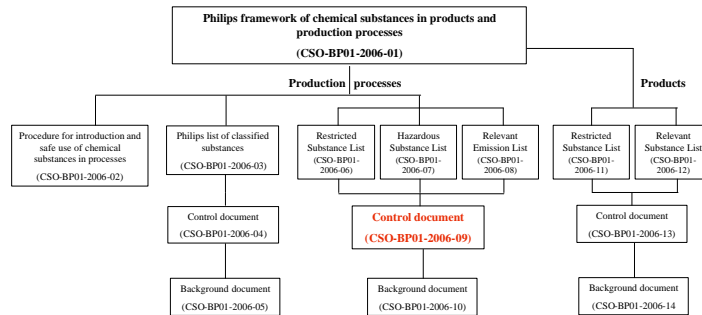 Philips framework of chemical substances in products and
production processes
(CSO-BP01-2006-01)
Production processes
Products
Procedure for introduction and
safe use of chemical
substances in processes
(CSO-BP01-2006-02)
Philips list of classified
substances
(CSO-BP01-2006-03)
Restricted
Substance List
(CSO-BP01-
2006-06)
Hazardous
Substance List
(CSO-BP01-
2006-07)
Relevant
Emission List
(CSO-BP01-
2006-08)
Restricted
Substance List
(CSO-BP01-
2006-11)
Relevant
Substance List
(CSO-BP01-
2006-12)
Control document
(CSO-BP01-2006-04)
Control document
(CSO-BP01-2006-09)
Control document
(CSO-BP01-2006-13)
Background document
(CSO-BP01-2006-05)
Background document
(CSO-BP01-2006-10)
Background document
(CSO-BP01-2006-14